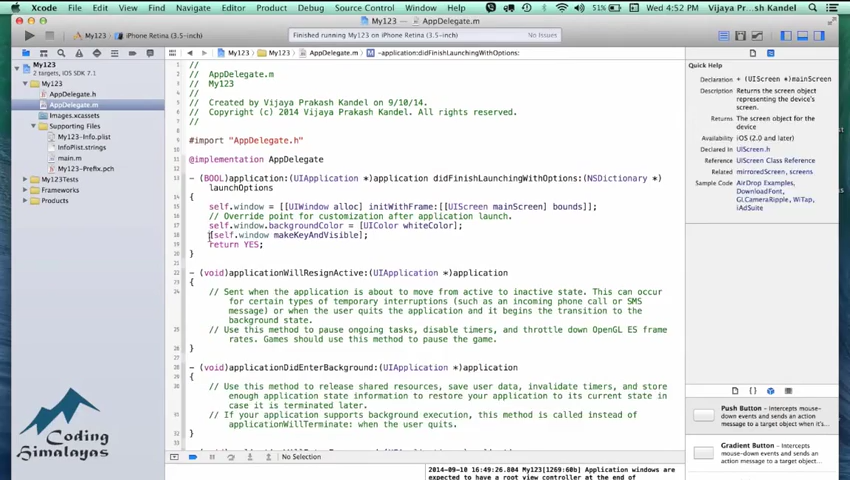 Xcode File Edit View Navigate Editor Product Debug Source Control Window Help 51% Wed 4:52 PM Vijaya Pr sh Kandel
My123 AppDelegate.m
My123 iPhone Retina (3.5-inch) Finished running My123 on iPhone Retina (3.5-inch) No Issues
My123 My123 AppDelegate.m -application:didFinishLaunchingWithOptions:
My123
2 targets, iOS SDK 7.1
My123
AppDelegate.h
AppDelegate.m
Images.xcassets
Supporting Files
My123-Info.plist
InfoPlist.strings
main.m
My123-Prefix.pch
My123Tests
Frameworks
Products
//
// AppDelegate.m
// My123
//
// Created by Vijaya Prakash Kandel on 9/10/14.
// Copyright (c) 2014 Vijaya Prakash Kandel. All rights reserved.
//
#import "AppDelegate.h"
@implementation AppDelegate
- (BOOL)application:(UIApplication *)application didFinishLaunchingWithOptions:(NSDictionary *)
launchOptions
{
self.window = [[UIWindow alloc] initWithFrame:[[UIScreen mainScreen] bounds]];
// Override point for customization after application launch.
self.window.backgroundColor = [UIColor whiteColor];
[self.window makeKeyAndVisible];
return YES;
}
- (void)applicationWillResignActive:(UIApplication *)application
{
// Sent when the application is about to move from active to inactive state. This can occur
for certain types of temporary interruptions (such as an incoming phone call or SMS
message) or when the user quits the application and it begins the transition to the
background state.
// Use this method to pause ongoing tasks, disable timers, and throttle down OpenGL ES frame
rates. Games should use this method to pause the game.
}
- (void)applicationDidEnterBackground:(UIApplication *)application
{
// Use this method to release shared resources, save user data, invalidate timers, and store
enough application state information to restore your application to its current state in
case it is terminated later.
// If your application supports background execution, this method is called instead of
applicationWillTerminate: when the user quits.
}
No Selection
2014-09-10 16:49:26.804 My123[1269:60b] Application windows are
expected to have a root view controller at the end of
Quick Help
Declaration + (UIScreen *)mainScreen
Description Returns the screen object
representing the device's
screen.
Returns The screen object for the
device
Availability iOS (2.0 and later)
Declared In UIScreen.h
Reference UIScreen Class Reference
Related mirroredScreen, screens
Sample Code AirDrop Examples,
DownloadFont,
GLCameraRipple, WiTap,
iAdSuite
Push Button - Intercepts mouse-
down events and sends an action
message to a target object when it's...
Gradient Button - Intercepts
mouse-down events and sends an
action message to a target object...
Coding
Himalayas